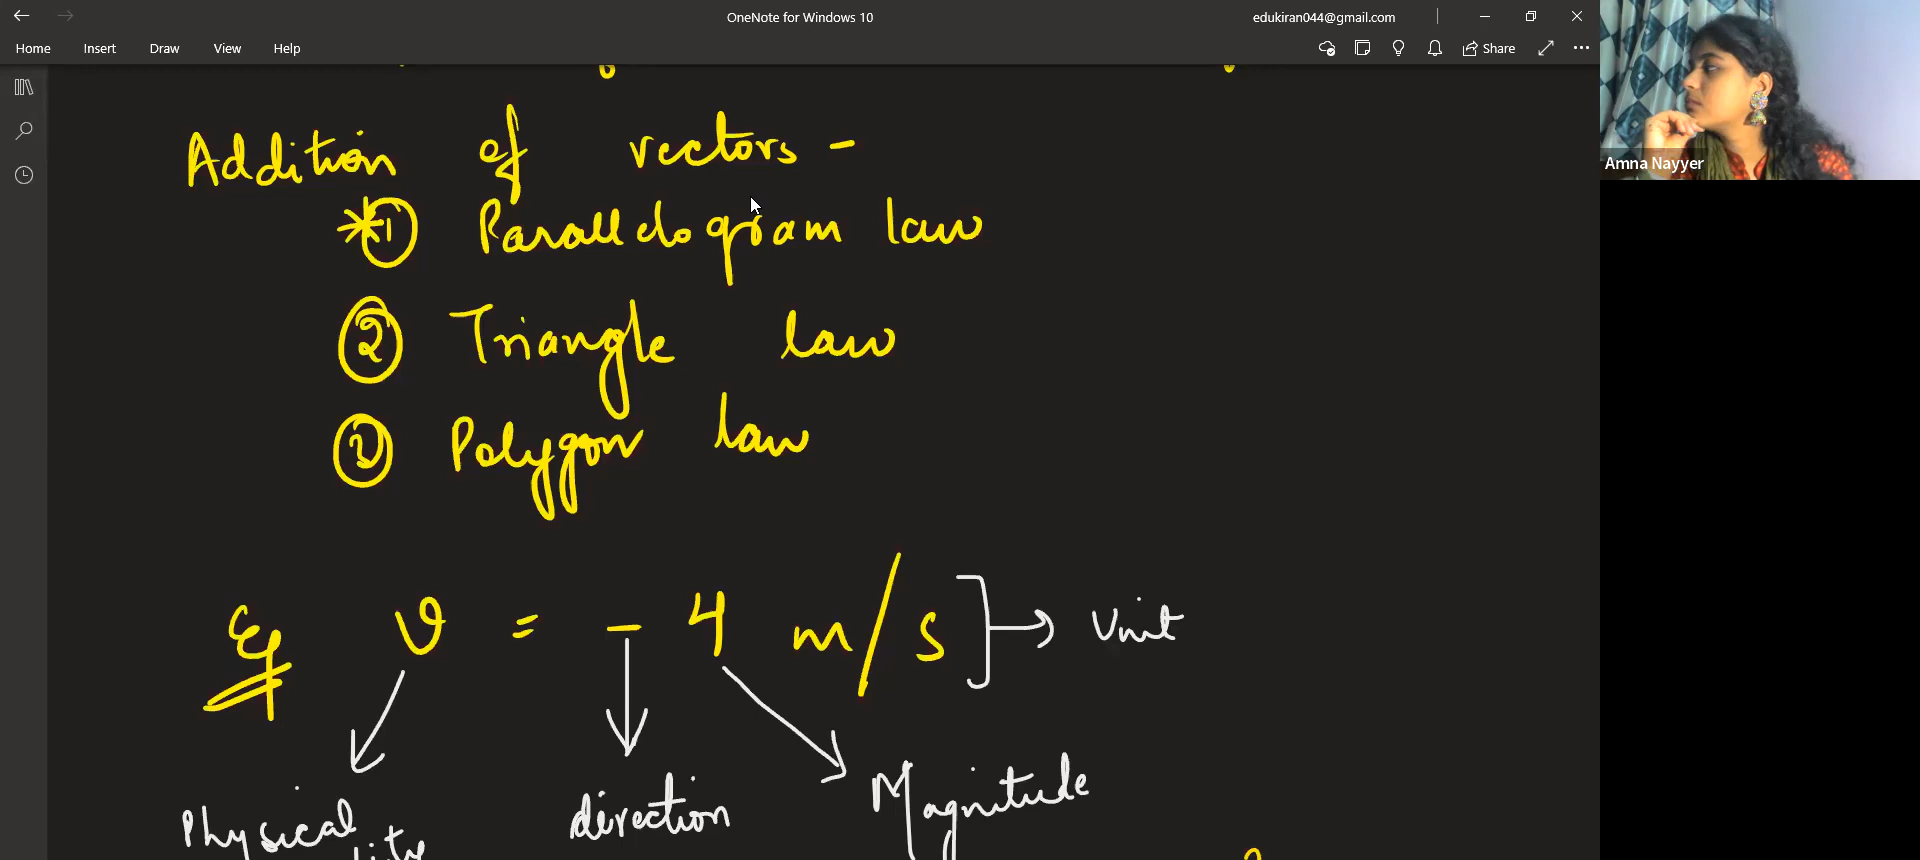 OneNote for Windows 10
edukiran044@gmail.com
Home Insert Draw View Help
Share
Amna Nayyer
Addition of vectors -
*① Parallelogram law
② Triangle law
③ Polygon law
Eg v = - 4 m/s → Unit
Physical
direction
Magnitude